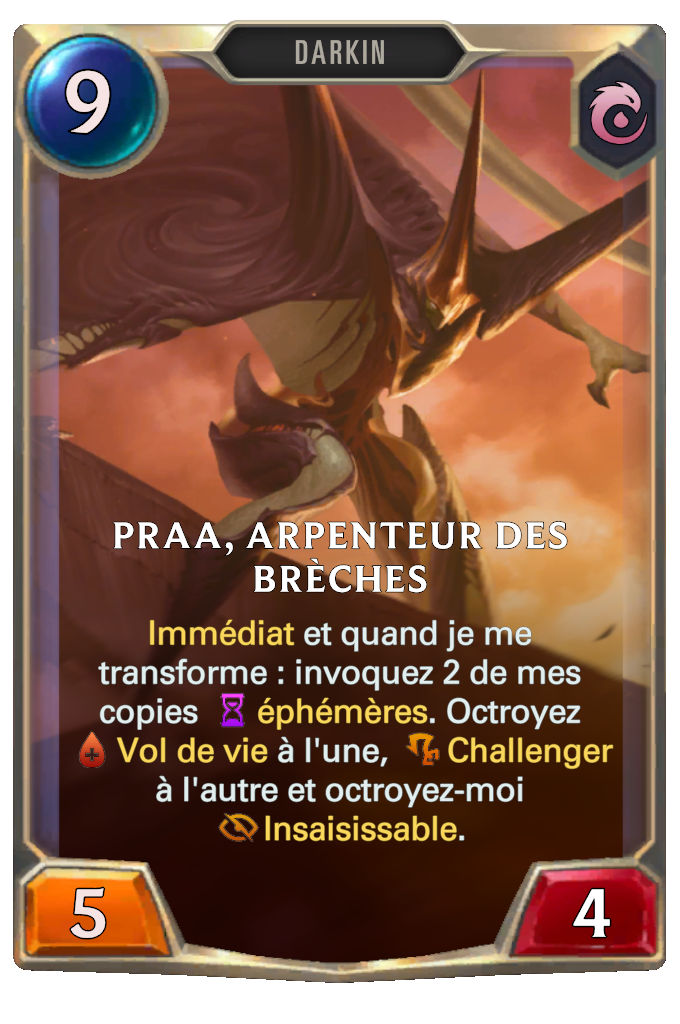 9
DARKIN
PRAA, ARPENTEUR DES
BRÈCHES
Immédiat et quand je me
transforme : invoquez 2 de mes
copies éphémères. Octroyez
Vol de vie à l'une, Challenger
à l'autre et octroyez-moi
Insaisissable.
5
4